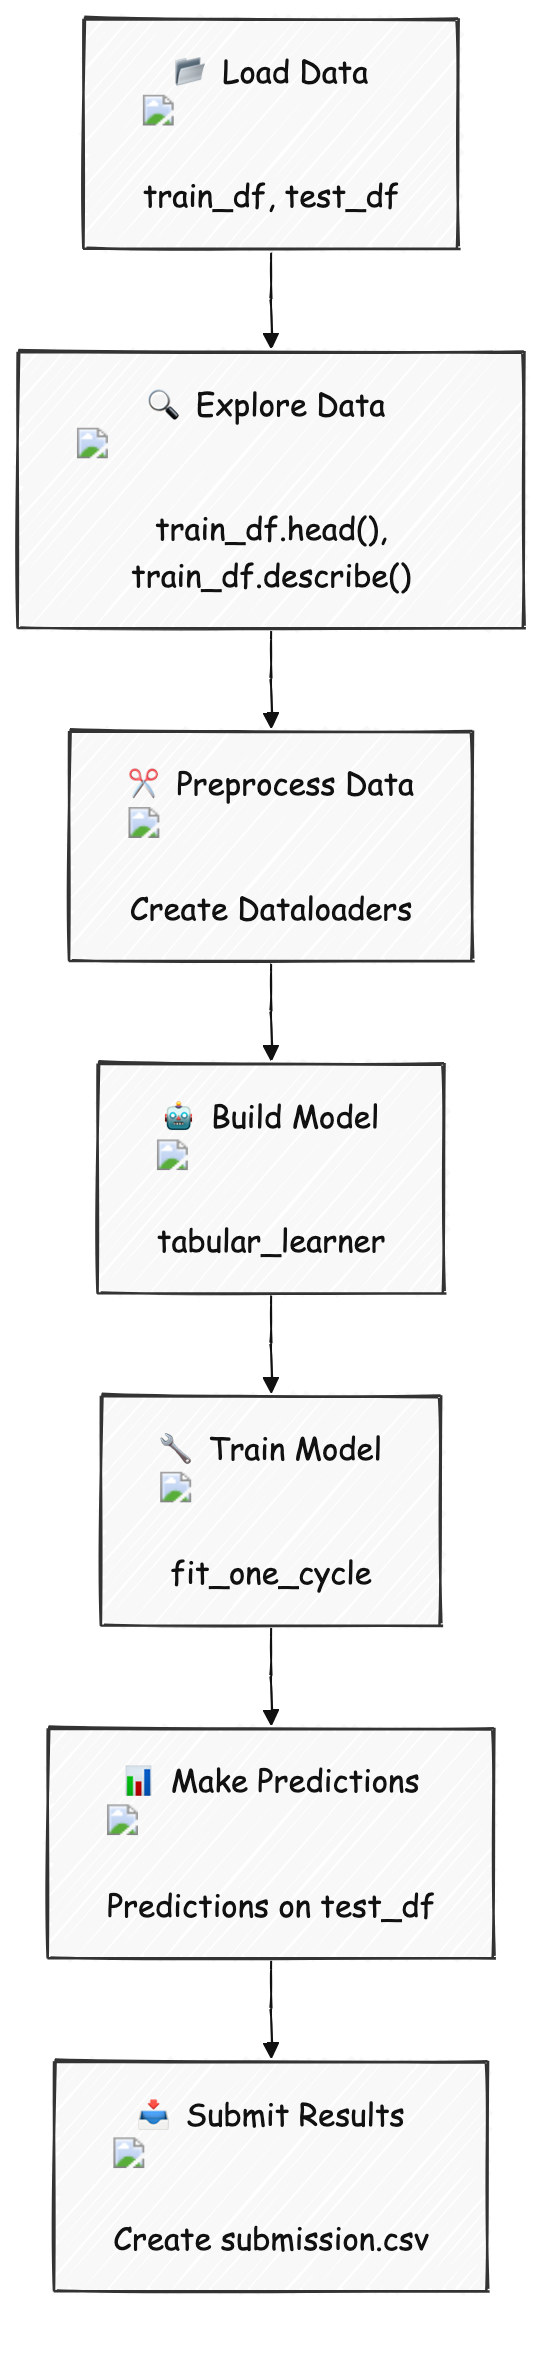 Load Data
train_df, test_df
Explore Data
train_df.head(),
train_df.describe()
Preprocess Data
Create Dataloaders
Build Model
tabular_learner
Train Model
fit_one_cycle
Make Predictions
Predictions on test_df
Submit Results
Create submission.csv